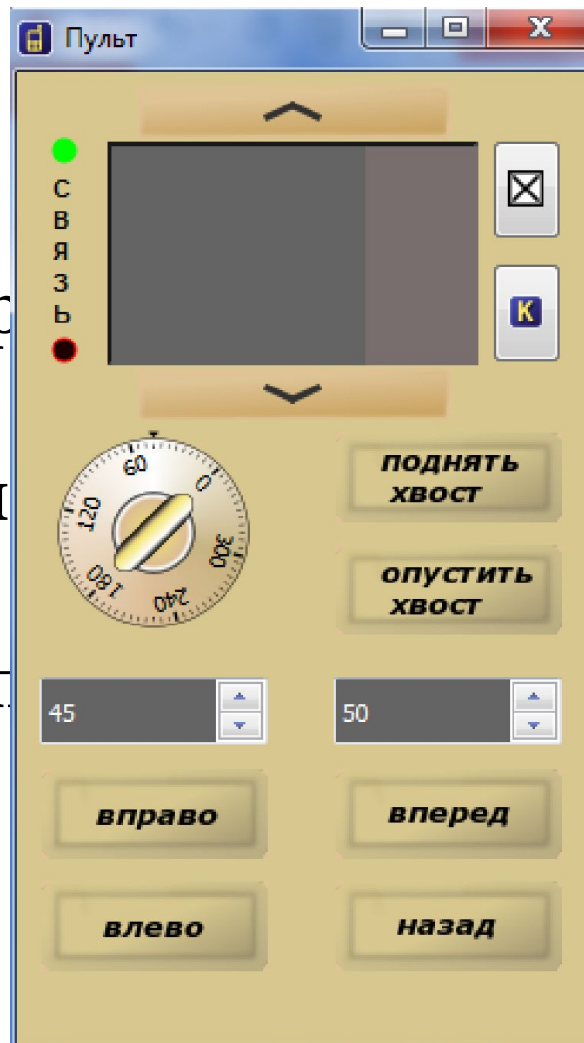 Пульт
С
В
Я
З
Ь
K
60
0
120
300
180
240
поднять
хвост
опустить
хвост
45
50
вправо
вперед
влево
назад